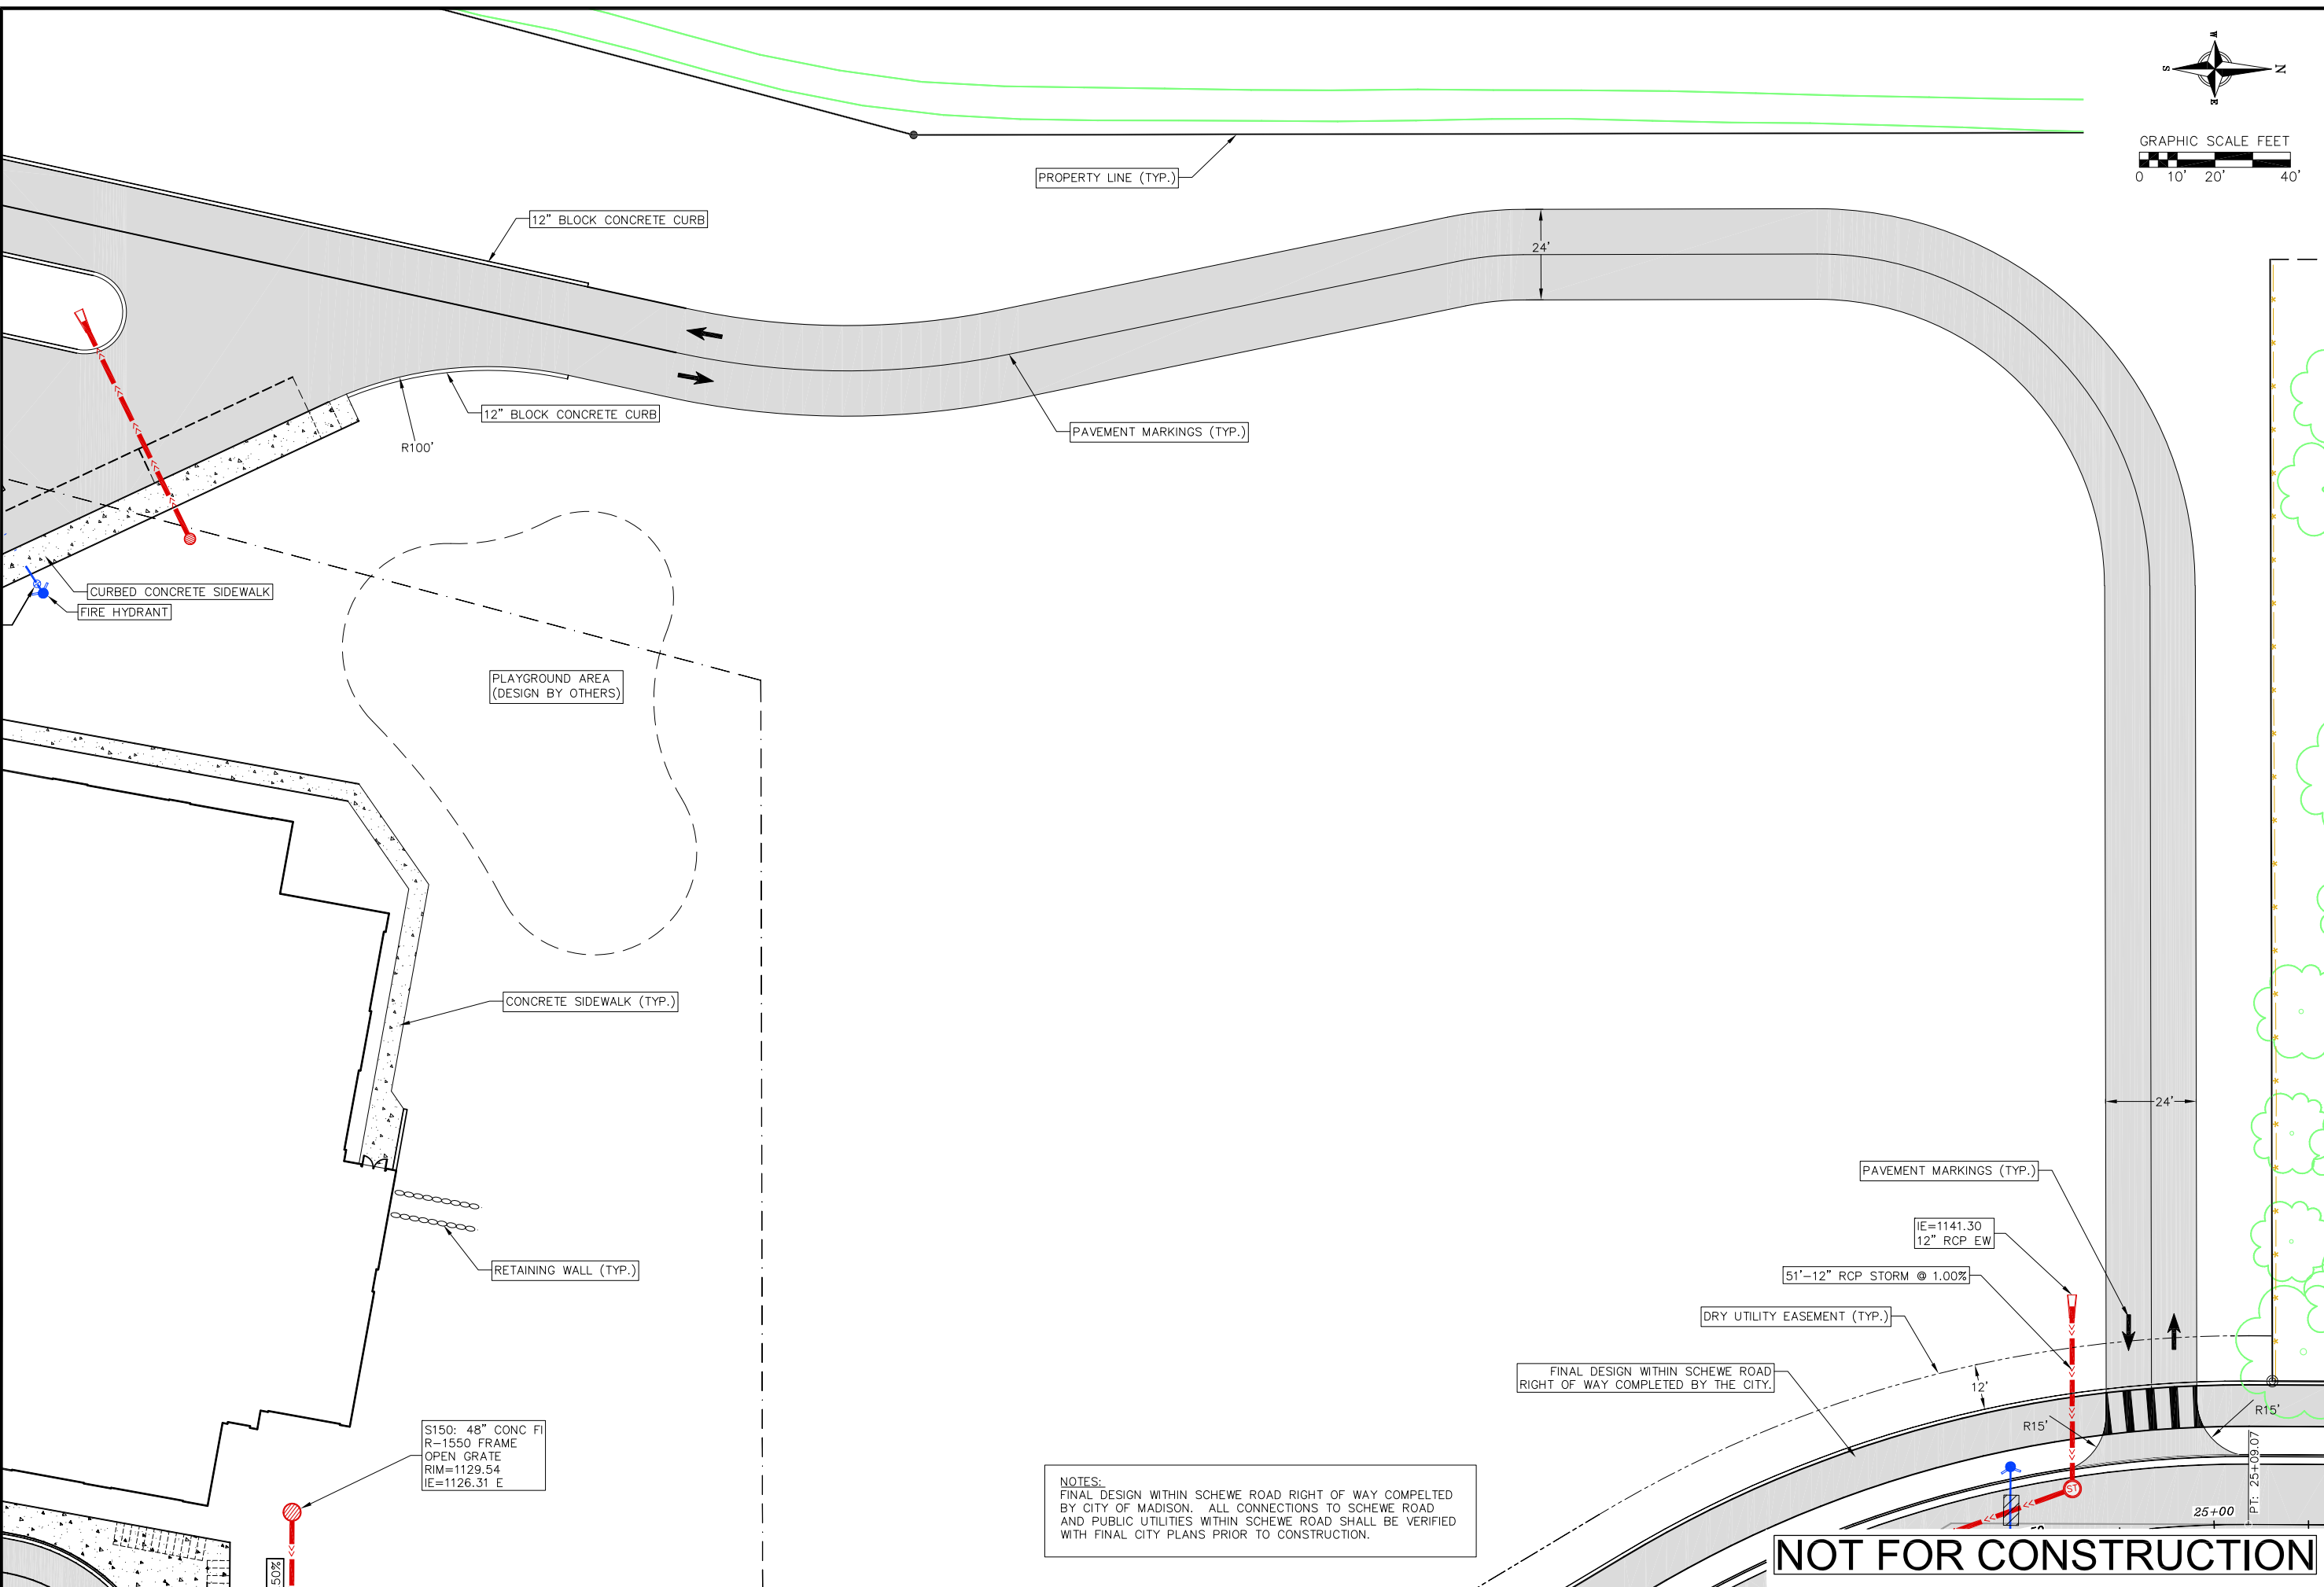 W
S
N
E
GRAPHIC SCALE FEET
0 10' 20' 40'
PROPERTY LINE (TYP.)
12" BLOCK CONCRETE CURB
24'
12" BLOCK CONCRETE CURB
R100'
PAVEMENT MARKINGS (TYP.)
CURBED CONCRETE SIDEWALK
FIRE HYDRANT
PLAYGROUND AREA
(DESIGN BY OTHERS)
CONCRETE SIDEWALK (TYP.)
24'
PAVEMENT MARKINGS (TYP.)
IE=1141.30
12" RCP EW
RETAINING WALL (TYP.)
51'-12" RCP STORM @ 1.00%
DRY UTILITY EASEMENT (TYP.)
FINAL DESIGN WITHIN SCHEWE ROAD
RIGHT OF WAY COMPLETED BY THE CITY.
12'
R15'
R15'
S150: 48" CONC FI
R-1550 FRAME
OPEN GRATE
RIM=1129.54
IE=1126.31 E
NOTES:
FINAL DESIGN WITHIN SCHEWE ROAD RIGHT OF WAY COMPELTED
BY CITY OF MADISON. ALL CONNECTIONS TO SCHEWE ROAD
AND PUBLIC UTILITIES WITHIN SCHEWE ROAD SHALL BE VERIFIED
WITH FINAL CITY PLANS PRIOR TO CONSTRUCTION.
ST
PT: 25+09.07
25+00
50%
NOT FOR CONSTRUCTION